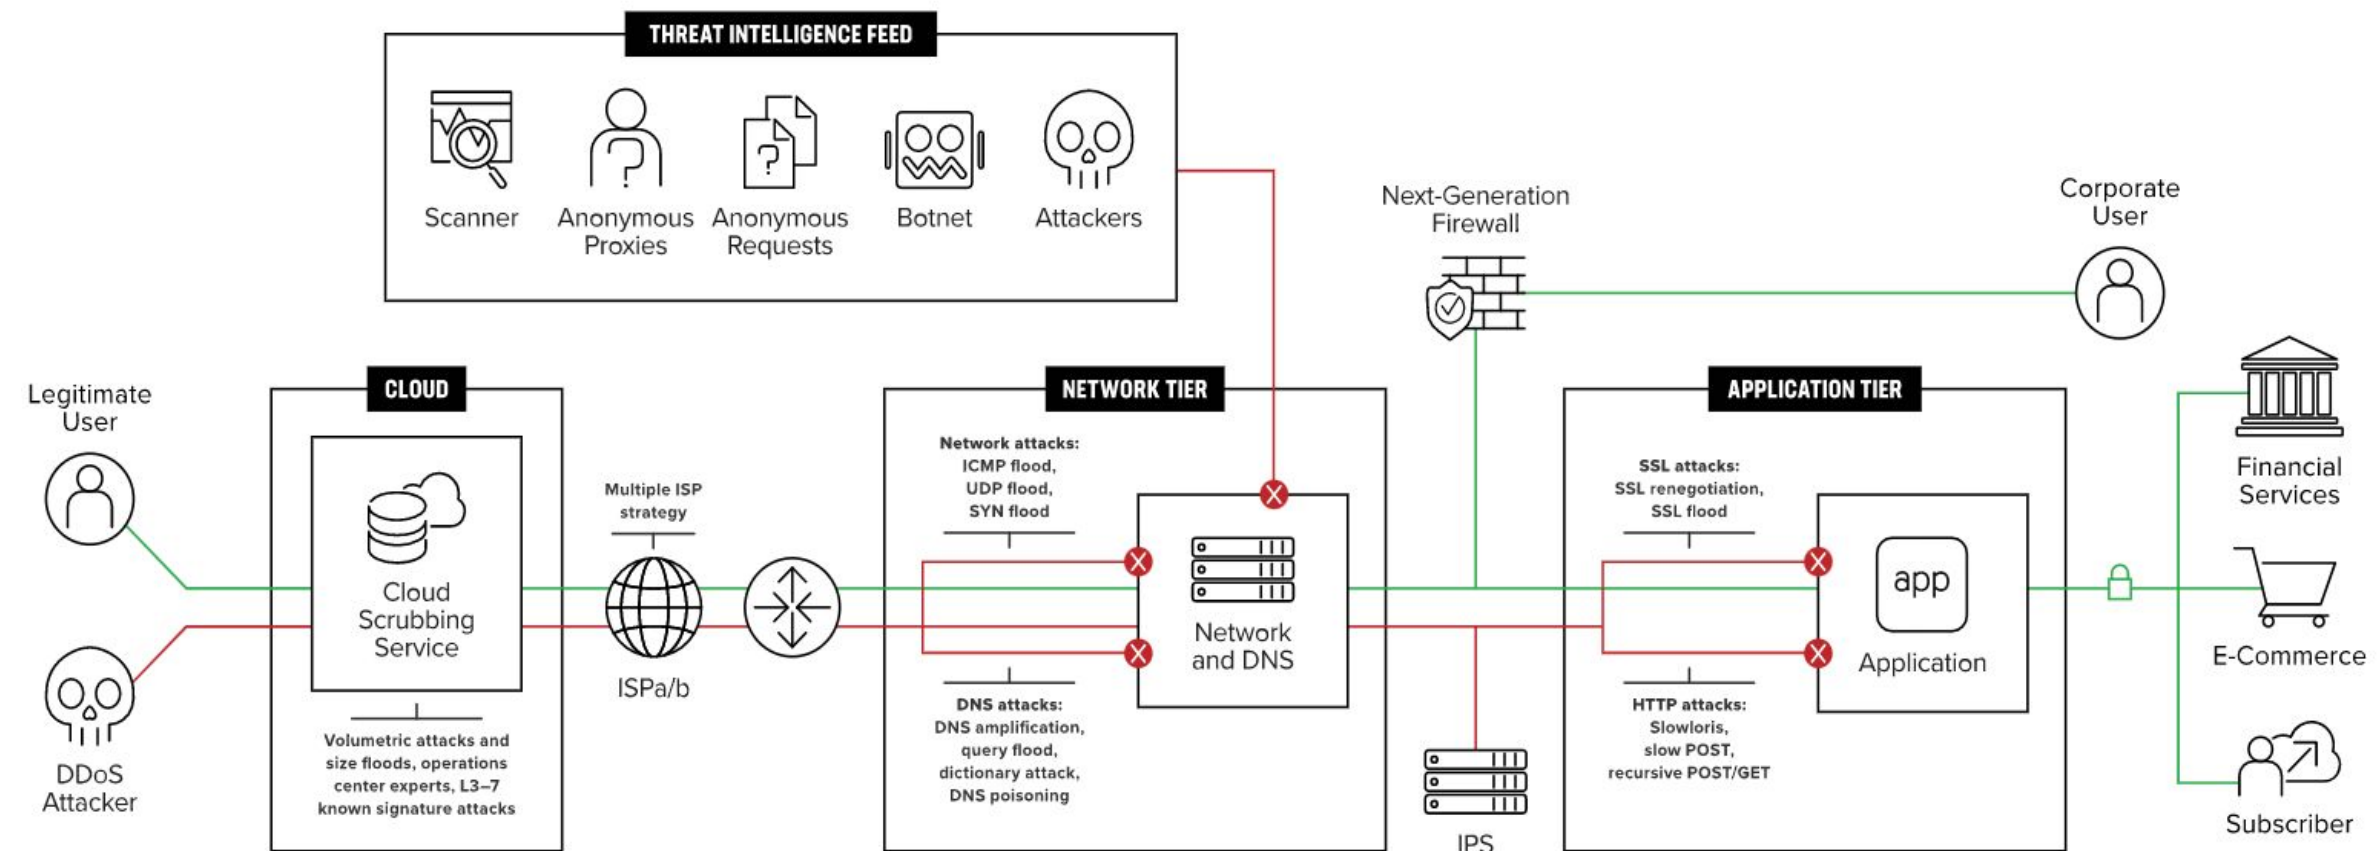 THREAT INTELLIGENCE FEED
Scanner
Anonymous
Proxies
Anonymous
Requests
Botnet
Attackers
Next-Generation
Firewall
Corporate
User
Legitimate
User
DDoS
Attacker
CLOUD
Cloud
Scrubbing
Service
Volumetric attacks and
size floods, operations
center experts, L3–7
known signature attacks
Multiple ISP
strategy
ISPa/b
NETWORK TIER
Network attacks:
ICMP flood,
UDP flood,
SYN flood
Network
and DNS
DNS attacks:
DNS amplification,
query flood,
dictionary attack,
DNS poisoning
IPS
APPLICATION TIER
SSL attacks:
SSL renegotiation,
SSL flood
app
Application
HTTP attacks:
Slowloris,
slow POST,
recursive POST/GET
Financial
Services
E-Commerce
Subscriber